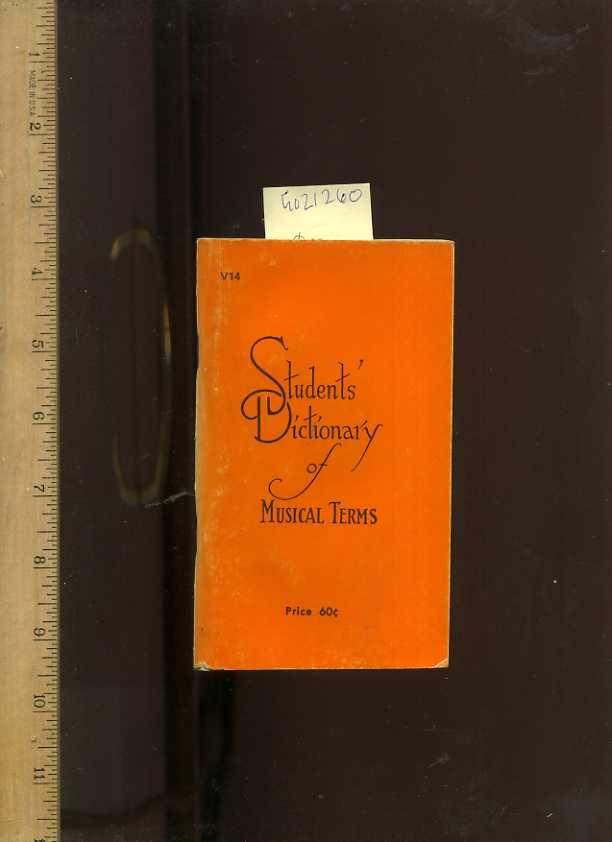 MADE IN U.S.A.
1
2
3
4
5
6
7
8
9
10
11
5021260
V14
Students'
Dictionary
of
MUSICAL TERMS
Price 60¢